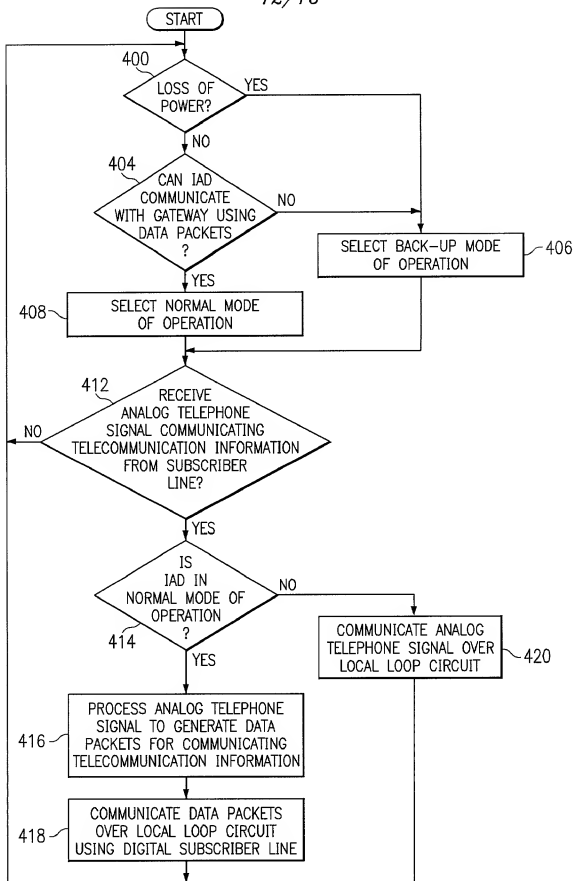 START
400
LOSS OF
POWER?
YES
NO
404
CAN IAD
COMMUNICATE
WITH GATEWAY USING
DATA PACKETS
?
NO
YES
SELECT BACK-UP MODE
OF OPERATION
406
408
SELECT NORMAL MODE
OF OPERATION
412
RECEIVE
ANALOG TELEPHONE
SIGNAL COMMUNICATING
TELECOMMUNICATION INFORMATION
FROM SUBSCRIBER
LINE?
NO
YES
IS
IAD IN
NORMAL MODE OF
OPERATION
?
414
NO
YES
COMMUNICATE ANALOG
TELEPHONE SIGNAL OVER
LOCAL LOOP CIRCUIT
420
416
PROCESS ANALOG TELEPHONE
SIGNAL TO GENERATE DATA
PACKETS FOR COMMUNICATING
TELECOMMUNICATION INFORMATION
418
COMMUNICATE DATA PACKETS
OVER LOCAL LOOP CIRCUIT
USING DIGITAL SUBSCRIBER LINE